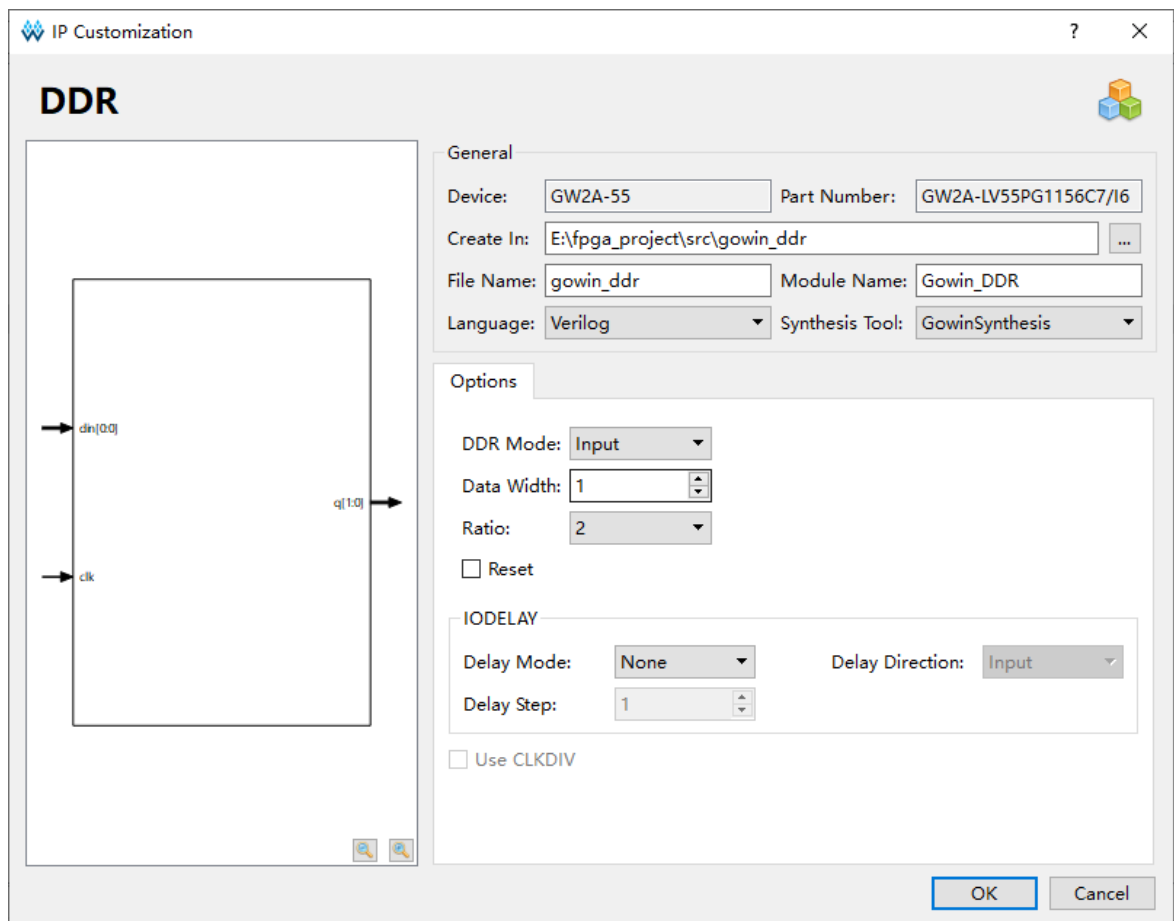 IP Customization
?
DDR
General
Device: GW2A-55 Part Number: GW2A-LV55PG1156C7/I6
Create In: E:\fpga_project\src\gowin_ddr ...
File Name: gowin_ddr Module Name: Gowin_DDR
Language: Verilog Synthesis Tool: GowinSynthesis
Options
DDR Mode: Input
Data Width: 1
Ratio: 2
Reset
IODELAY
Delay Mode: None Delay Direction: Input
Delay Step: 1
Use CLKDIV
din[0:0]
q[1:0]
clk
OK Cancel